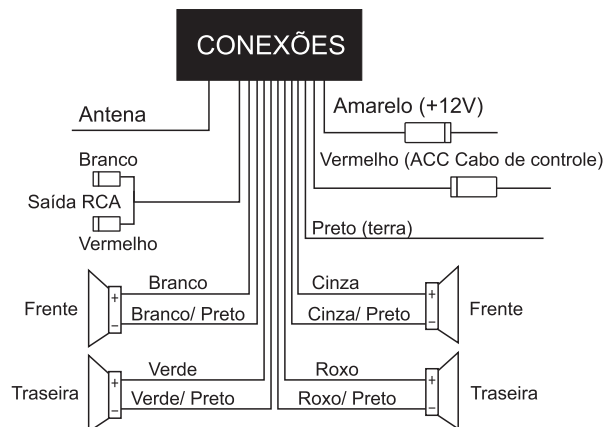 CONEXÕES
Antena
Amarelo (+12V)
Branco
Vermelho (ACC Cabo de controle)
Saída RCA
Vermelho
Preto (terra)
Branco
Cinza
+
+
Frente
Branco/ Preto
Cinza/ Preto
Frente
–
–
Verde
Roxo
+
+
Traseira
Verde/ Preto
Roxo/ Preto
Traseira
–
–